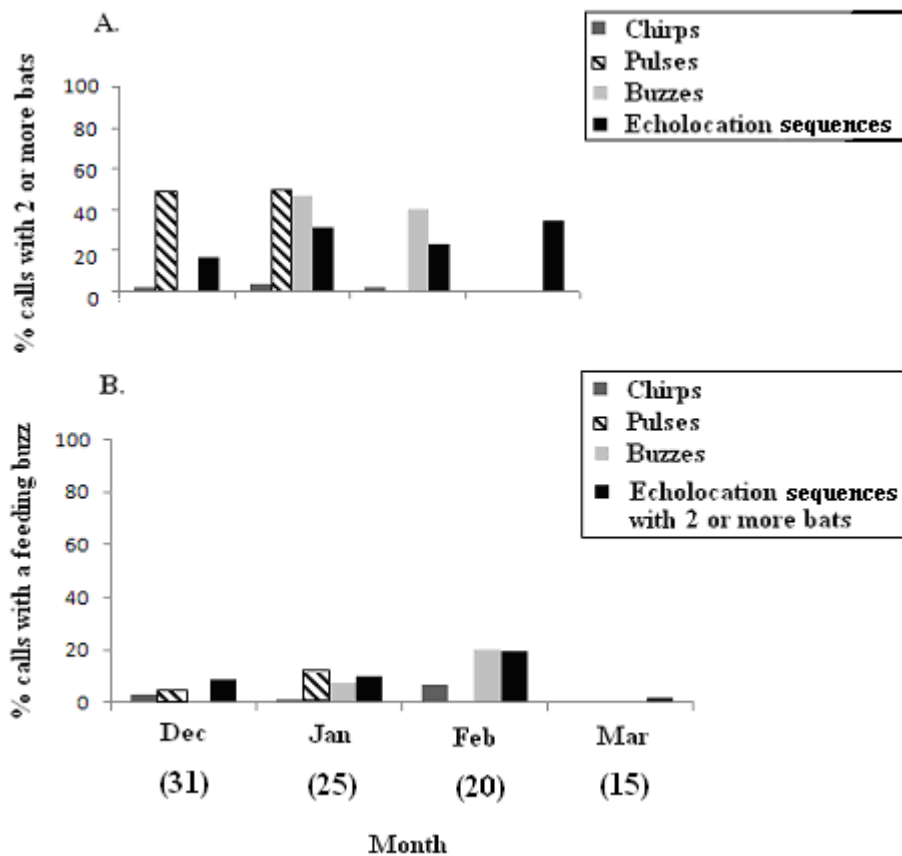 A.
% calls with 2 or more bats
100
80
60
40
20
0
Chirps
Pulses
Buzzes
Echolocation sequences
B.
% calls with a feeding buzz
100
80
60
40
20
0
Chirps
Pulses
Buzzes
Echolocation sequences
with 2 or more bats
Dec Jan Feb Mar
(31) (25) (20) (15)
Month